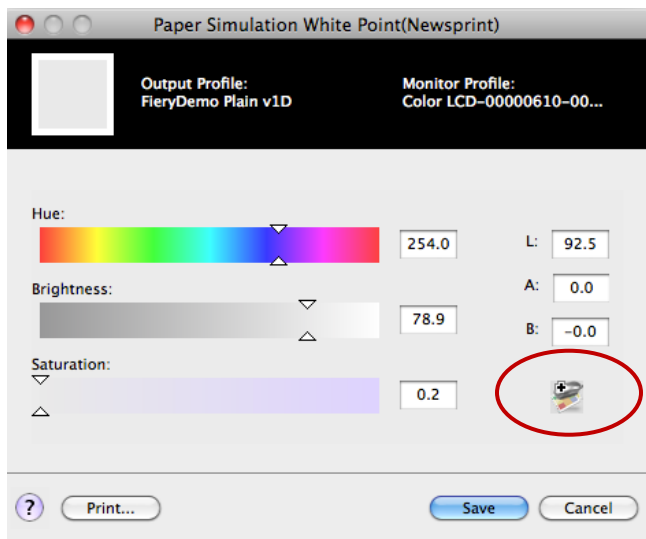 Paper Simulation White Point(Newsprint)
Output Profile:
FieryDemo Plain v1D
Monitor Profile:
Color LCD-00000610-00...
Hue:
254.0
L: 92.5
Brightness:
A: 0.0
78.9
B: -0.0
Saturation:
0.2
? Print... Save Cancel